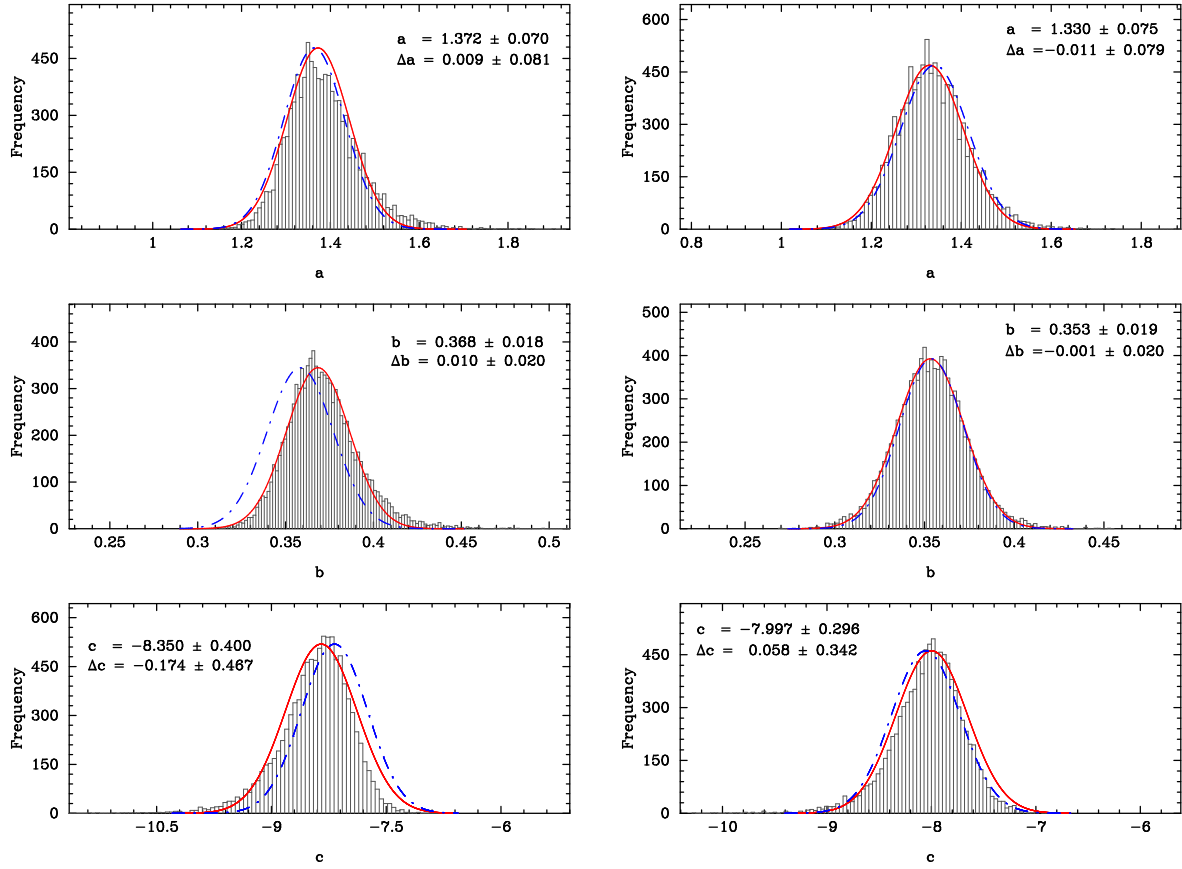 a = 1.372 ± 0.070
Δa = 0.009 ± 0.081
Frequency
450
300
150
0
1
1.2
1.4
1.6
1.8
a
a = 1.330 ± 0.075
Δa =−0.011 ± 0.079
Frequency
600
450
300
150
0
0.8
1
1.2
1.4
1.6
1.8
a
b = 0.368 ± 0.018
Δb = 0.010 ± 0.020
Frequency
400
300
200
100
0
0.25
0.3
0.35
0.4
0.45
0.5
b
b = 0.353 ± 0.019
Δb =−0.001 ± 0.020
Frequency
500
400
300
200
100
0
0.25
0.3
0.35
0.4
0.45
b
c = −8.350 ± 0.400
Δc = −0.174 ± 0.467
Frequency
600
450
300
150
0
−10.5
−9
−7.5
−6
c
c = −7.997 ± 0.296
Δc = 0.058 ± 0.342
Frequency
450
300
150
0
−10
−9
−8
−7
−6
c